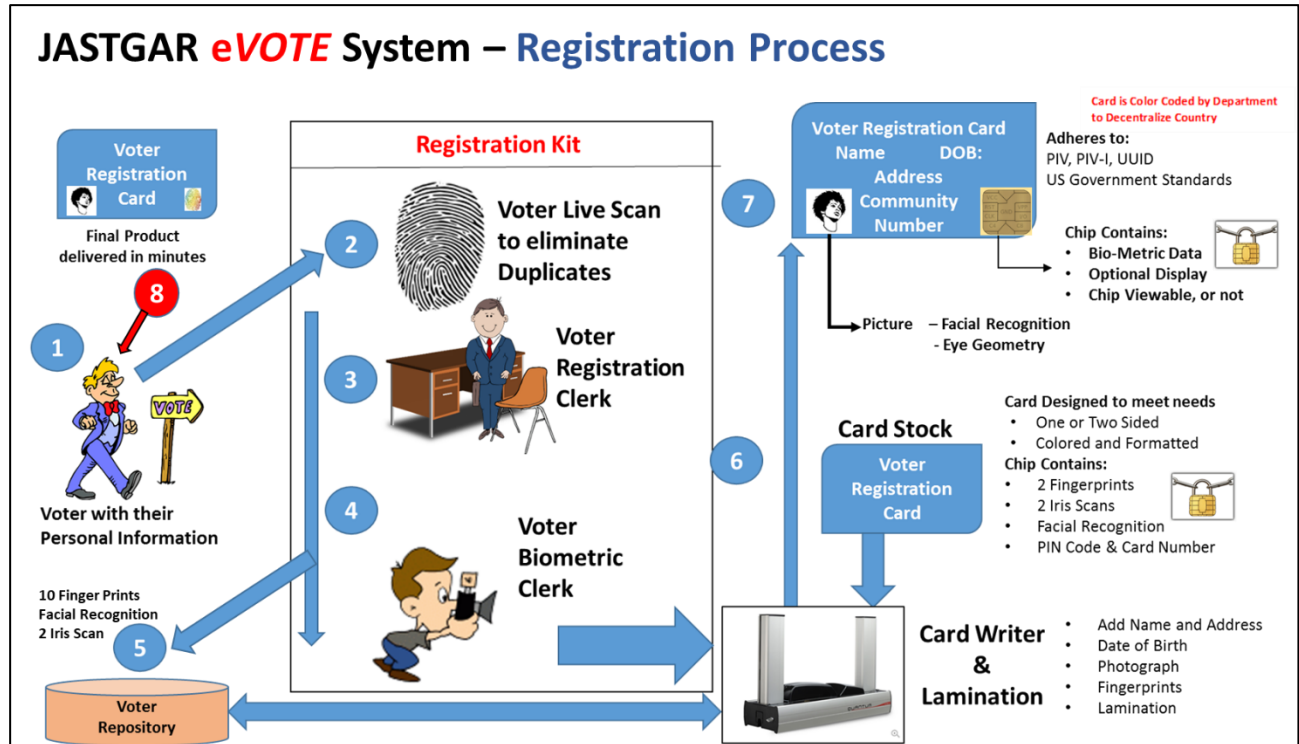 JASTGAR eVOTE System – Registration Process
Voter
Registration
Card
Final Product
delivered in minutes
8
1
VOTE
Voter with their
Personal Information
10 Finger Prints
Facial Recognition
2 Iris Scan
5
Voter
Repository
Registration Kit
2
Voter Live Scan
to eliminate
Duplicates
3
Voter
Registration
Clerk
4
Voter
Biometric
Clerk
6
7
Voter Registration Card
Name DOB:
Address
Community
Number
Card is Color Coded by Department
to Decentralize Country
Adheres to:
PIV, PIV-I, UUID
US Government Standards
Chip Contains:
• Bio-Metric Data
• Optional Display
• Chip Viewable, or not
Picture – Facial Recognition
- Eye Geometry
Card Stock
Voter
Registration
Card
Card Designed to meet needs
• One or Two Sided
• Colored and Formatted
Chip Contains:
• 2 Fingerprints
• 2 Iris Scans
• Facial Recognition
• PIN Code & Card Number
Card Writer
&
Lamination
• Add Name and Address
• Date of Birth
• Photograph
• Fingerprints
• Lamination